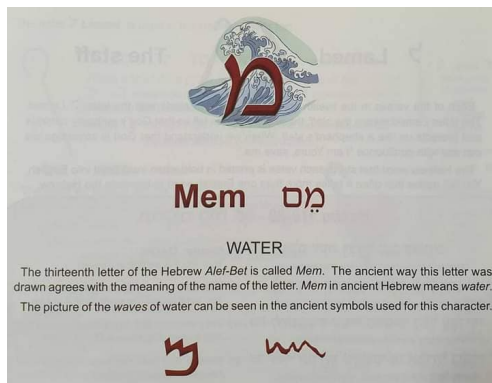 מ
Mem מֵם
WATER
The thirteenth letter of the Hebrew Alef-Bet is called Mem. The ancient way this letter was
drawn agrees with the meaning of the name of the letter. Mem in ancient Hebrew means water.
The picture of the waves of water can be seen in the ancient symbols used for this character.